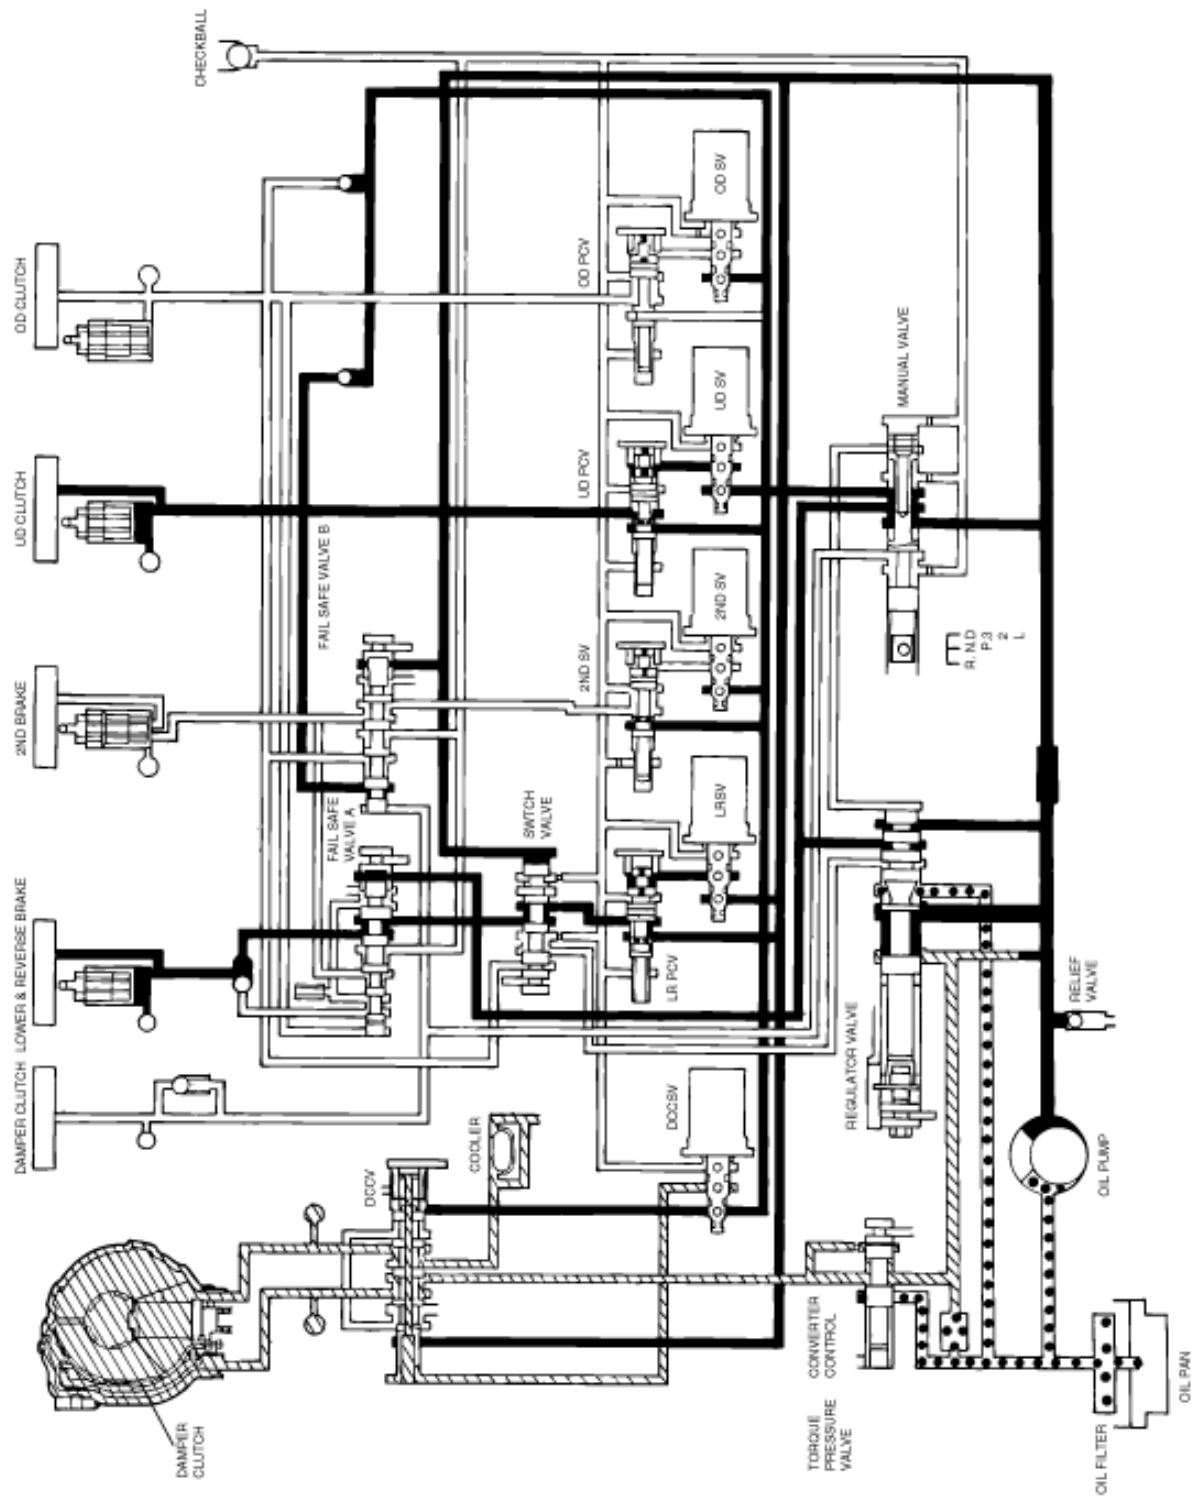 CHECKBALL
OD CLUTCH
UD CLUTCH
2ND BRAKE
LOWER & REVERSE BRAKE
DAMPER CLUTCH
DAMPER
CLUTCH
FAIL SAFE VALVE B
FAIL SAFE
VALVE A
DCCV
COOLER
SWTCH
VALVE
OD PCV
UD PCV
2ND SV
LR PCV
OD SV
UD SV
2ND SV
LRSV
DCCSV
MANUAL VALVE
R. N.D
P.3
2
L
REGULATOR VALVE
TORQUE CONVERTER
PRESSURE CONTROL
VALVE
RELIEF
VALVE
OIL PUMP
OIL FILTER
OIL PAN